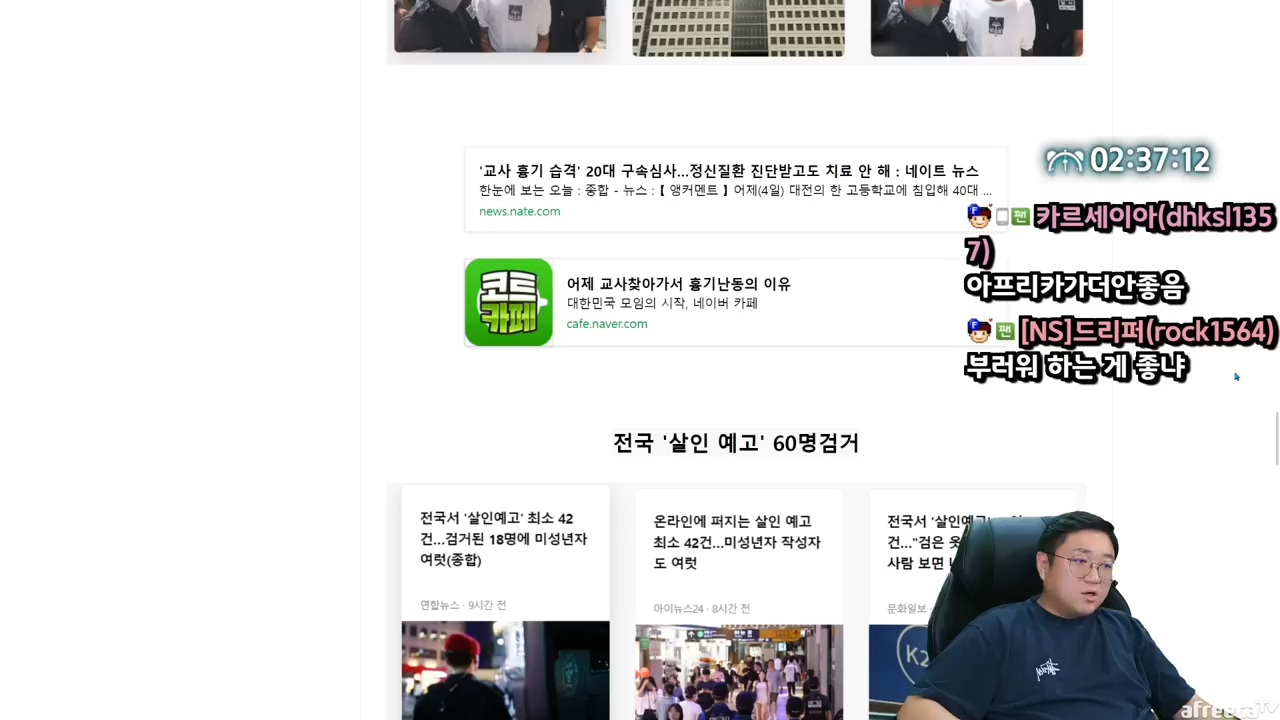 '교사 흉기 습격' 20대 구속심사...정신질환 진단받고도 치료 안 해 : 네이트 뉴스
한눈에 보는 오늘 : 종합 - 뉴스 : 【 앵커멘트 】 어제(4일) 대전의 한 고등학교에 침입해 40대 ...
news.nate.com
02:37:12
팬 카르세이아(dhksl1357)
아프리카가더안좋음
팬 [NS]드리퍼(rock1564)
부러워 하는 게 좋냐
코드
카페
어제 교사찾아가서 흉기난동의 이유
대한민국 모임의 시작, 네이버 카페
cafe.naver.com
전국 '살인 예고' 60명검거
전국서 '살인예고' 최소 42
건...검거된 18명에 미성년자
여럿(종합)
연합뉴스 · 9시간 전
온라인에 퍼지는 살인 예고
최소 42건...미성년자 작성자
도 여럿
아이뉴스24 · 8시간 전
전국서 '살인예고'
건..."검은 옷
사람 보면
문화일보 ·
K2
afreecaTV